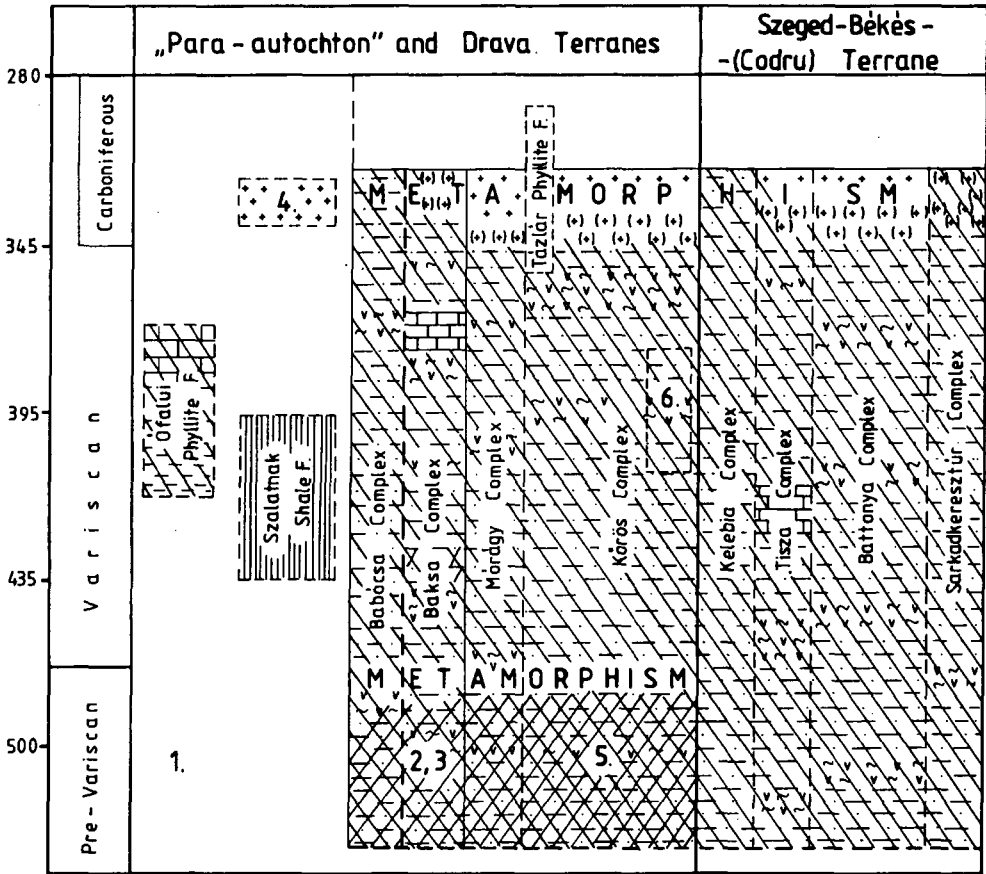 „Para-autochton" and Drava Terranes
Szeged-Békés-
-(Codru) Terrane
280
345
395
435
500
Carboniferous
Variscan
Pre-Variscan
4.
METAMORPHISM
Tázlár Phyllite F.
Ófalui
Phyllite F.
Szalatnak
Shale F.
Babócsa Complex
Baksa Complex
Mórágy Complex
Körös Complex
6.
Kelebia Complex
Tisza Complex
Battanya Complex
Sarkadkeresztúr Complex
METAMORPHISM
1.
2,3
5.